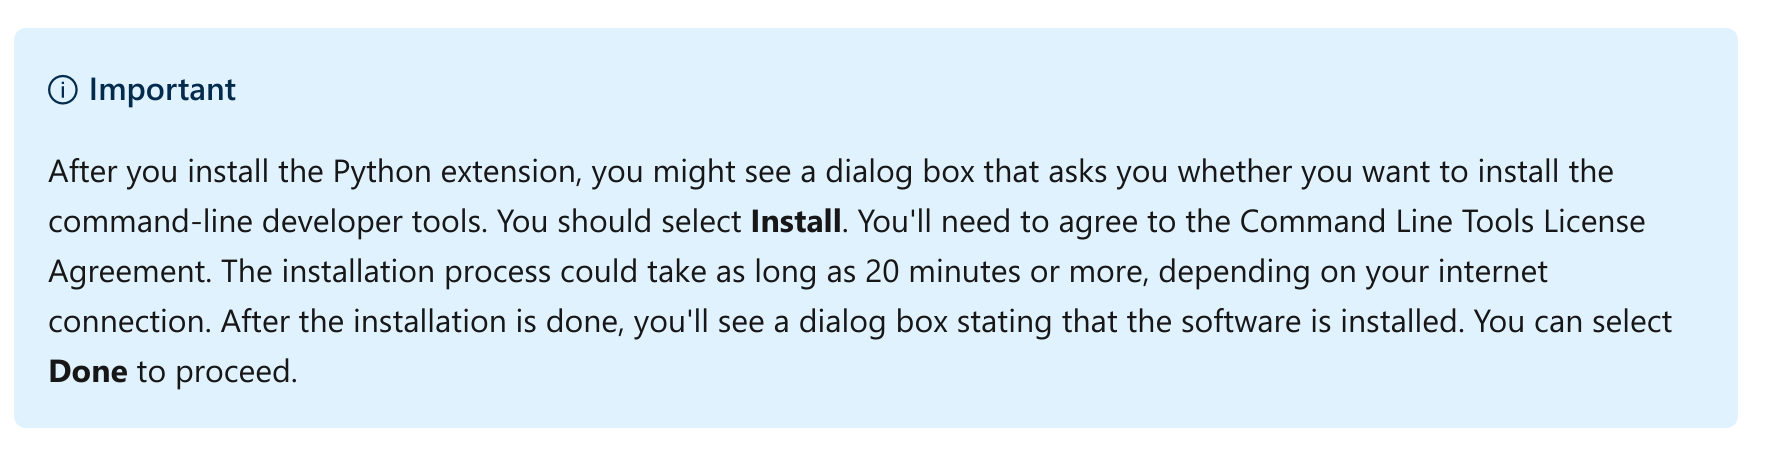 Important
After you install the Python extension, you might see a dialog box that asks you whether you want to install the
command-line developer tools. You should select Install. You'll need to agree to the Command Line Tools License
Agreement. The installation process could take as long as 20 minutes or more, depending on your internet
connection. After the installation is done, you'll see a dialog box stating that the software is installed. You can select
Done to proceed.